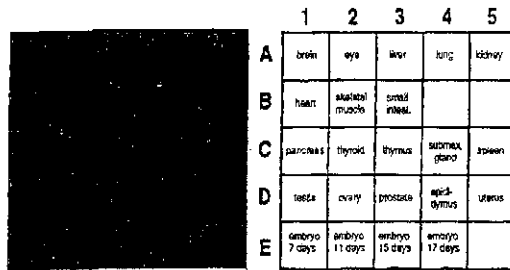 1 2 3 4 5
A brain eye liver lung kidney
B heart skeletal muscle small intest.
C pancreas thyroid thymus submax. gland spleen
D testis ovary prostate epidi-dymus uterus
E embryo 7 days embryo 11 days embryo 15 days embryo 17 days